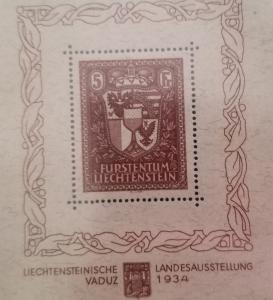 5 Fr.
FÜRSTENTUM
LIECHTENSTEIN
LIECHTENSTEINISCHE LANDESAUSSTELLUNG
VADUZ 1934